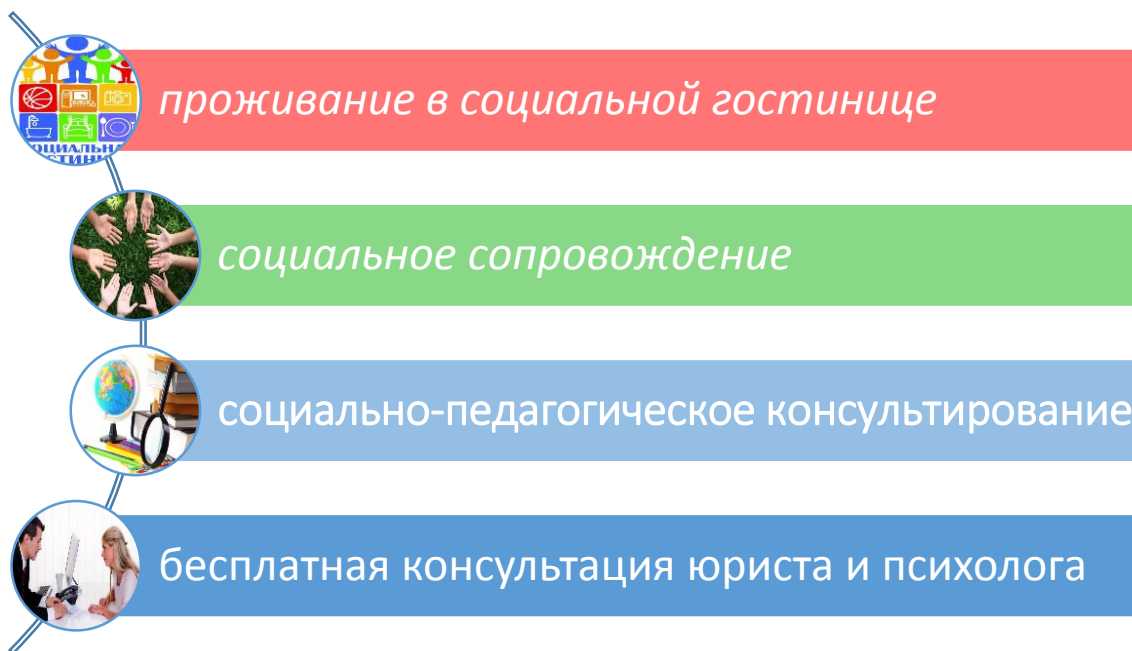 проживание в социальной гостинице
социальное сопровождение
социально-педагогическое консультирование
бесплатная консультация юриста и психолога